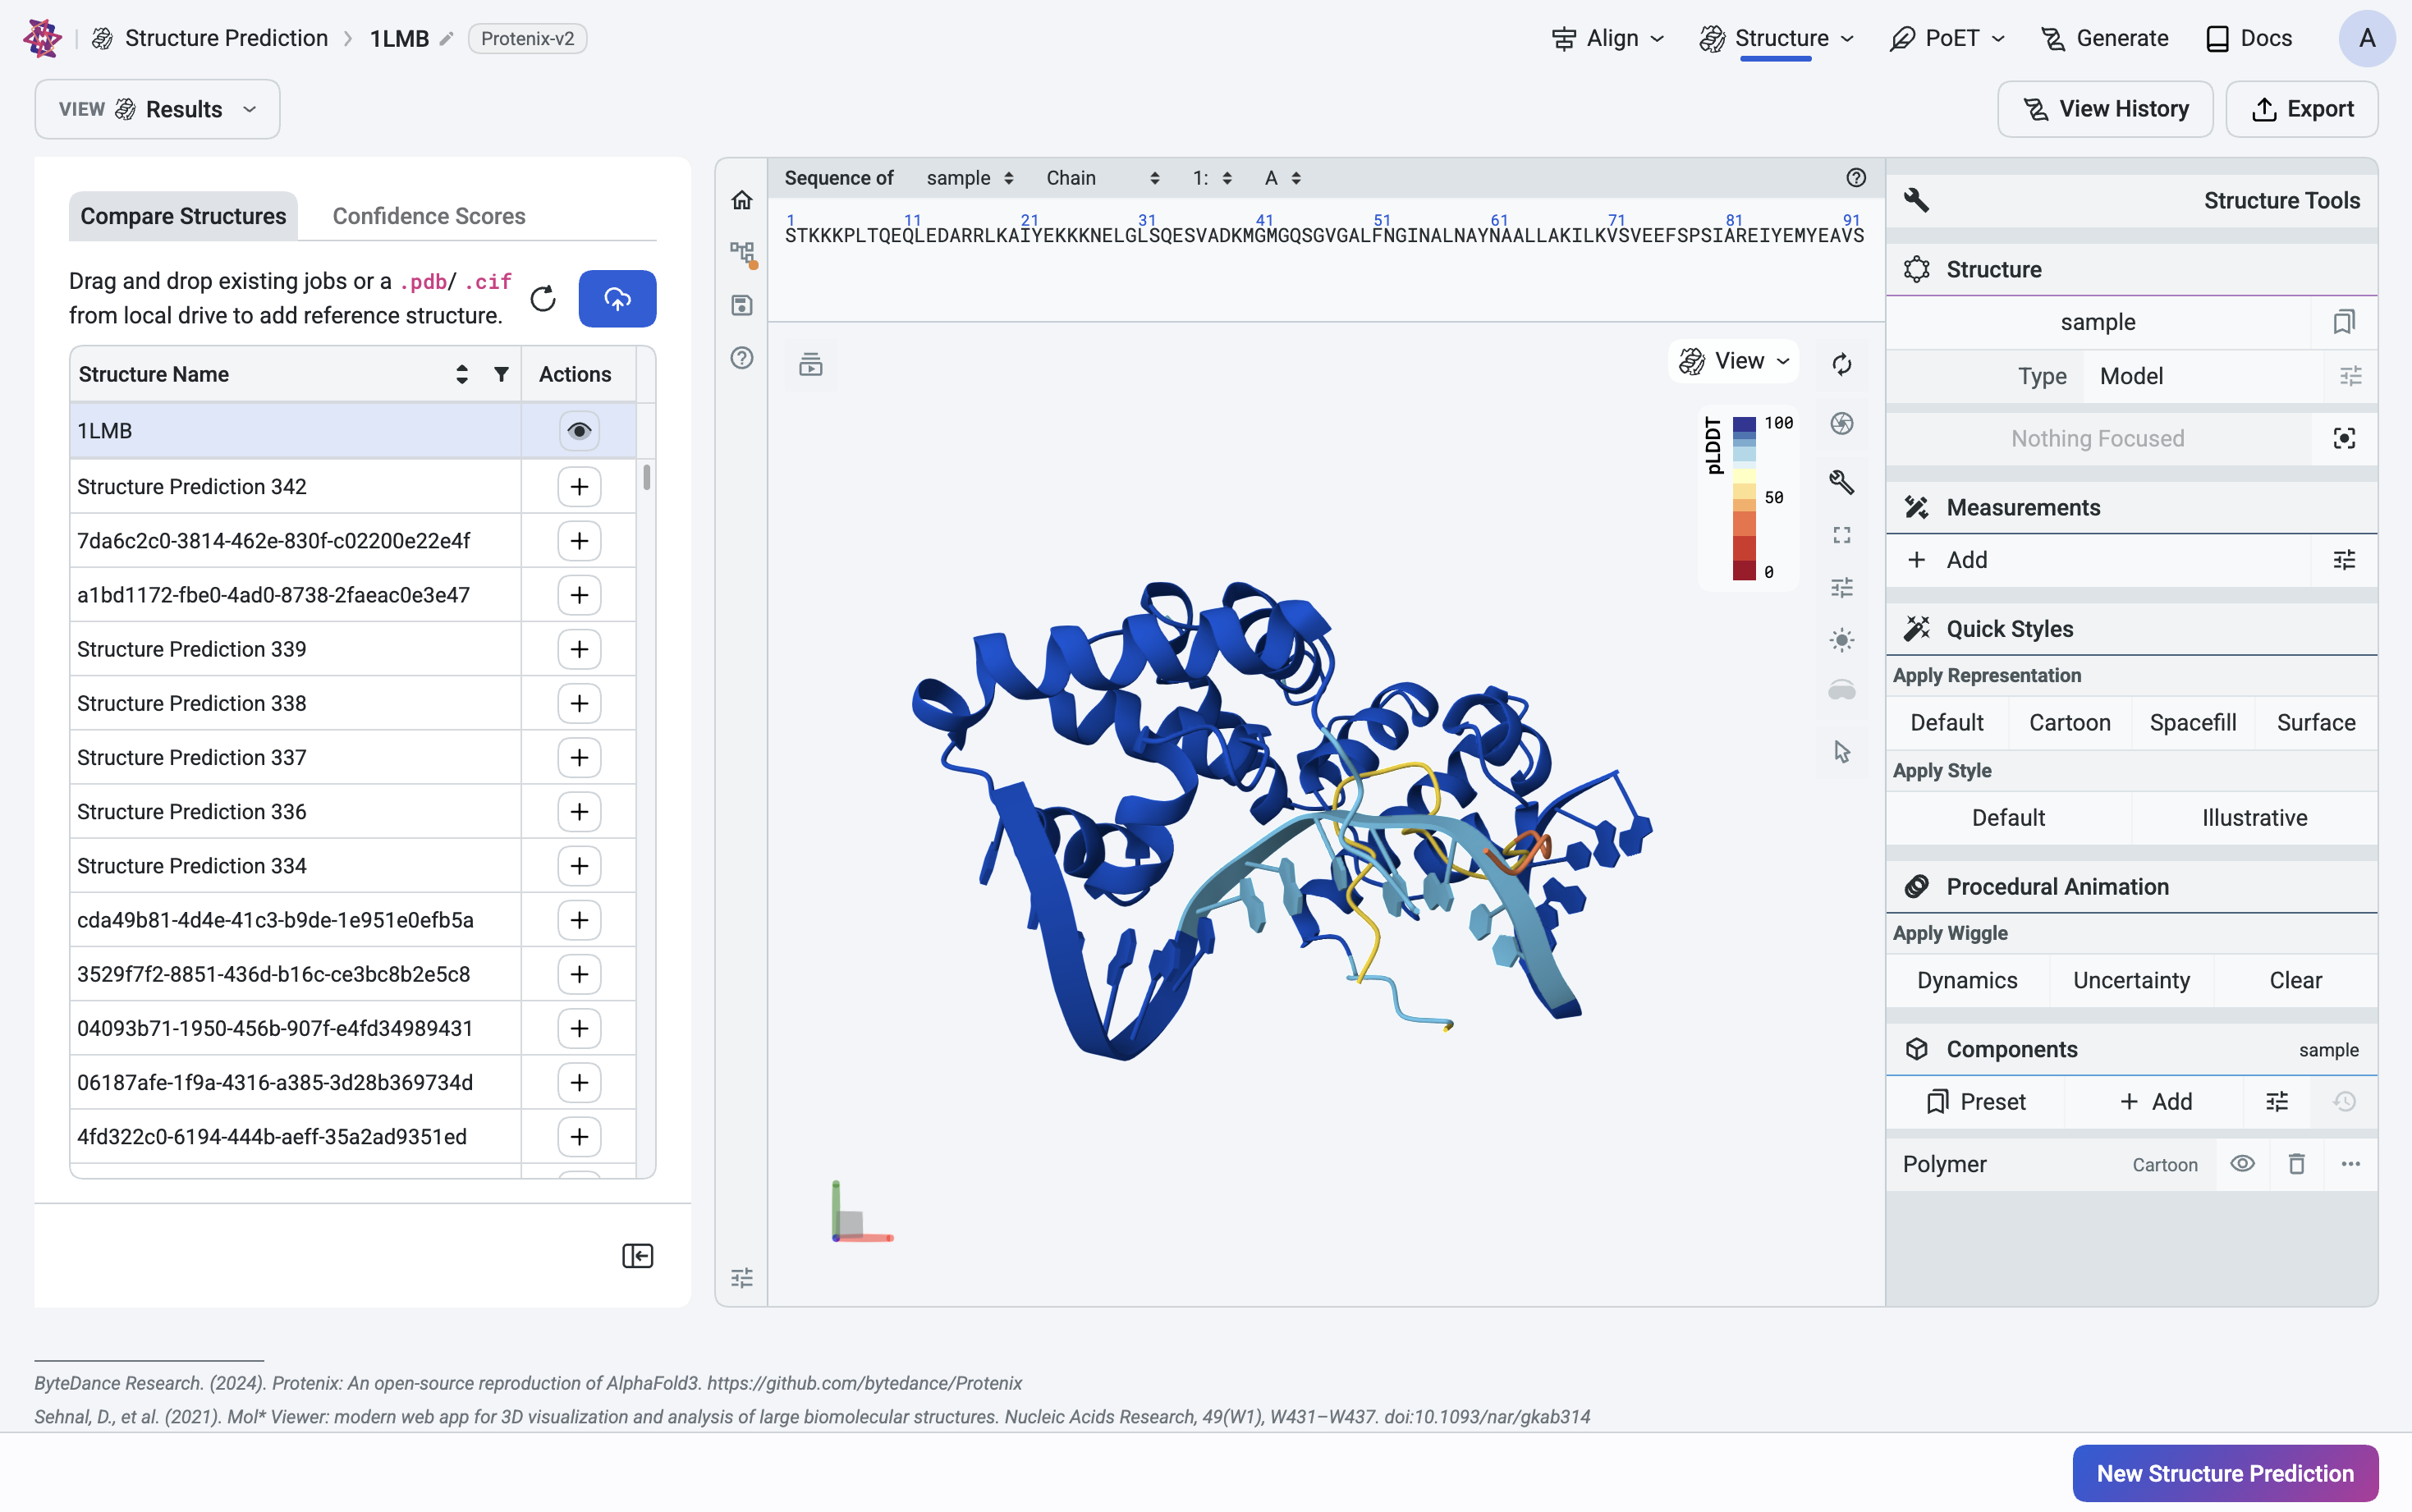 Structure Prediction
1LMB
Protenix-v2
Align
Structure
PoET
Generate
Docs
A
VIEW Results
View History
Export
Compare Structures
Confidence Scores
Drag and drop existing jobs or a .pdb/ .cif
from local drive to add reference structure.
Structure Name
Actions
1LMB
Structure Prediction 342
7da6c2c0-3814-462e-830f-c02200e22e4f
a1bd1172-fbe0-4ad0-8738-2faeac0e3e47
Structure Prediction 339
Structure Prediction 338
Structure Prediction 337
Structure Prediction 336
Structure Prediction 334
cda49b81-4d4e-41c3-b9de-1e951e0efb5a
3529f7f2-8851-436d-b16c-ce3bc8b2e5c8
04093b71-1950-456b-907f-e4fd34989431
06187afe-1f9a-4316-a385-3d28b369734d
4fd322c0-6194-444b-aeff-35a2ad9351ed
Sequence of sample Chain 1: A
1 11 21 31 41 51 61 71 81 91
STKKKPLTQEQLEDARRLKAIYEKKKNELGLSQESVADKMGMGQSGVGALFNGINALNAYNAALLAKILKVSVEEFSPSIAREIYEMYEAVS
View
pLDDT
100
50
0
Structure Tools
Structure
sample
Type Model
Nothing Focused
Measurements
Add
Quick Styles
Apply Representation
Default Cartoon Spacefill Surface
Apply Style
Default Illustrative
Procedural Animation
Apply Wiggle
Dynamics Uncertainty Clear
Components sample
Preset Add
Polymer Cartoon
ByteDance Research. (2024). Protenix: An open-source reproduction of AlphaFold3. https://github.com/bytedance/Protenix
Sehnal, D., et al. (2021). Mol* Viewer: modern web app for 3D visualization and analysis of large biomolecular structures. Nucleic Acids Research, 49(W1), W431–W437. doi:10.1093/nar/gkab314
New Structure Prediction